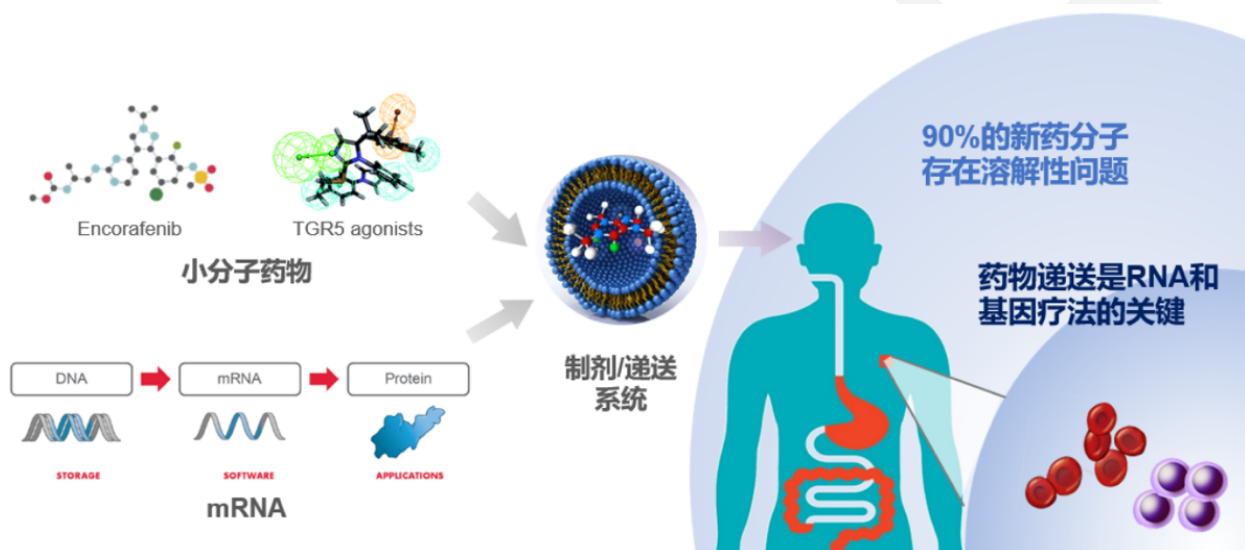 Encorafenib
TGR5 agonists
小分子药物
DNA
mRNA
Protein
STORAGE
SOFTWARE
APPLICATIONS
mRNA
制剂/递送
系统
90%的新药分子
存在溶解性问题
药物递送是RNA和
基因疗法的关键